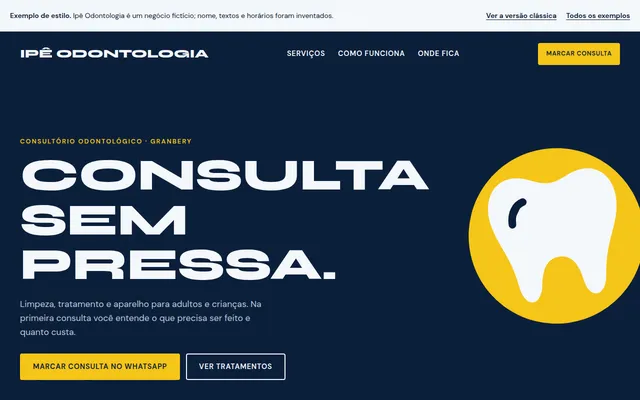 Exemplo de estilo. Ipê Odontologia é um negócio fictício; nome, textos e horários foram inventados.
Ver a versão clássica
Todos os exemplos
IPÊ ODONTOLOGIA
SERVIÇOS
COMO FUNCIONA
ONDE FICA
MARCAR CONSULTA
CONSULTÓRIO ODONTOLÓGICO · GRANBERY
CONSULTA
SEM
PRESSA.
Limpeza, tratamento e aparelho para adultos e crianças. Na
primeira consulta você entende o que precisa ser feito e
quanto custa.
MARCAR CONSULTA NO WHATSAPP
VER TRATAMENTOS